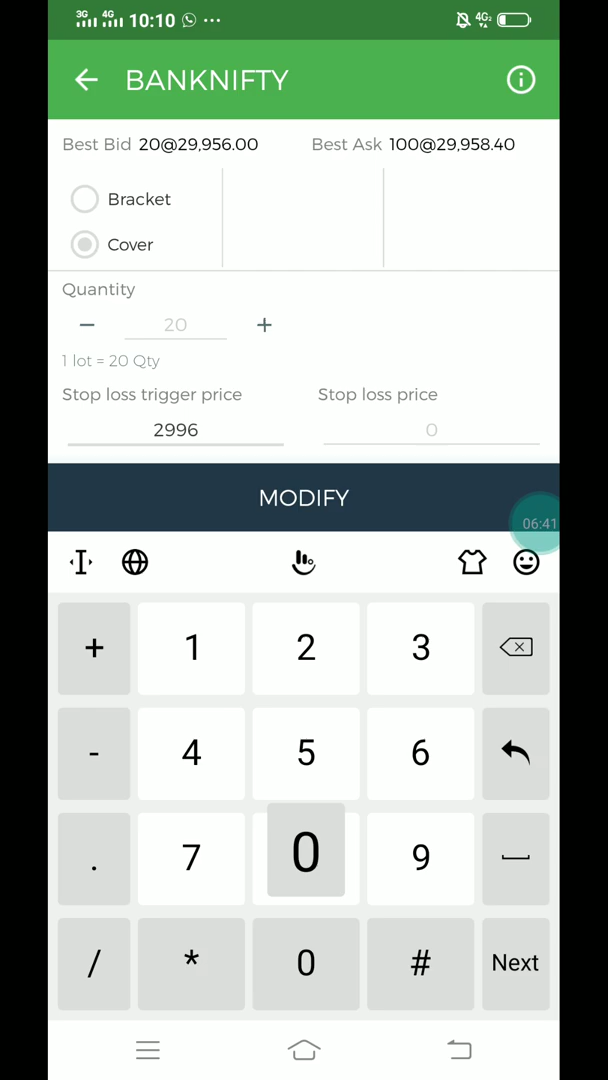 3G 4G 10:10 ... 4G2
BANKNIFTY
Best Bid 20@29,956.00 Best Ask 100@29,958.40
Bracket
Cover
Quantity
− 20 +
1 lot = 20 Qty
Stop loss trigger price Stop loss price
2996 0
MODIFY
06:41
+ 1 2 3
- 4 5 6
. 7 0 9
/ * 0 # Next